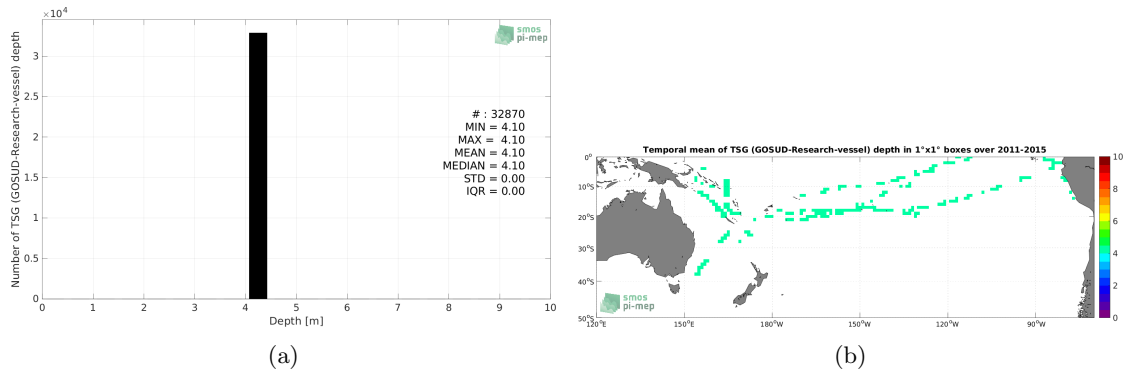 ×10⁴
smos
pi-mep
Number of TSG (GOSUD-Research-vessel) depth
3
2.5
2
1.5
1
0.5
0
# : 32870
MIN = 4.10
MAX = 4.10
MEAN = 4.10
MEDIAN = 4.10
STD = 0.00
IQR = 0.00
0 1 2 3 4 5 6 7 8 9 10
Depth [m]
(a)
Temporal mean of TSG (GOSUD-Research-vessel) depth in 1°x1° boxes over 2011-2015
0°
10°S
20°S
30°S
40°S
50°S
smos
pi-mep
120°E 150°E 180°W 150°W 120°W 90°W
10
8
6
4
2
0
(b)